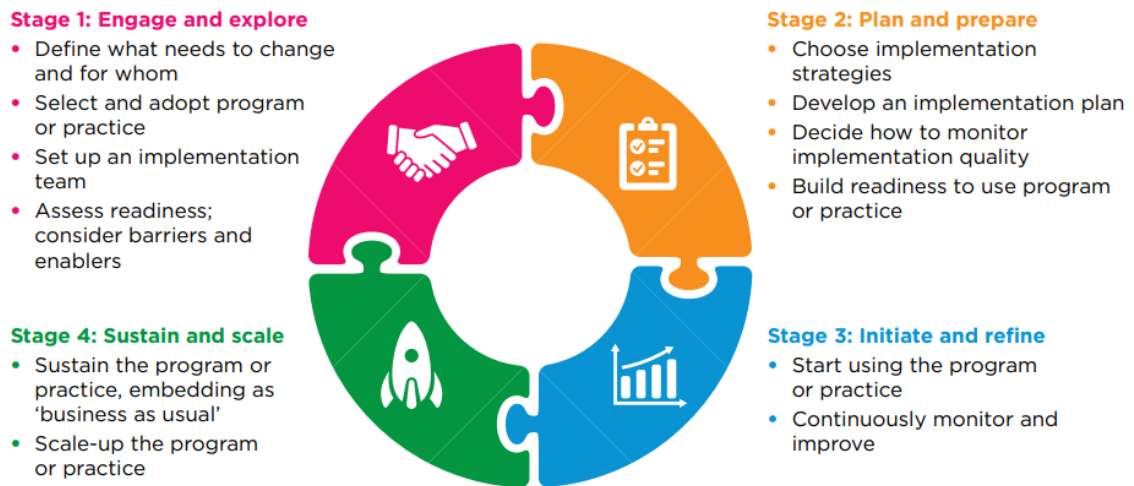 Stage 1: Engage and explore
• Define what needs to change
and for whom
• Select and adopt program
or practice
• Set up an implementation
team
• Assess readiness;
consider barriers and
enablers
Stage 2: Plan and prepare
• Choose implementation
strategies
• Develop an implementation plan
• Decide how to monitor
implementation quality
• Build readiness to use program
or practice
Stage 3: Initiate and refine
• Start using the program
or practice
• Continuously monitor and
improve
Stage 4: Sustain and scale
• Sustain the program or
practice, embedding as
‘business as usual’
• Scale-up the program
or practice